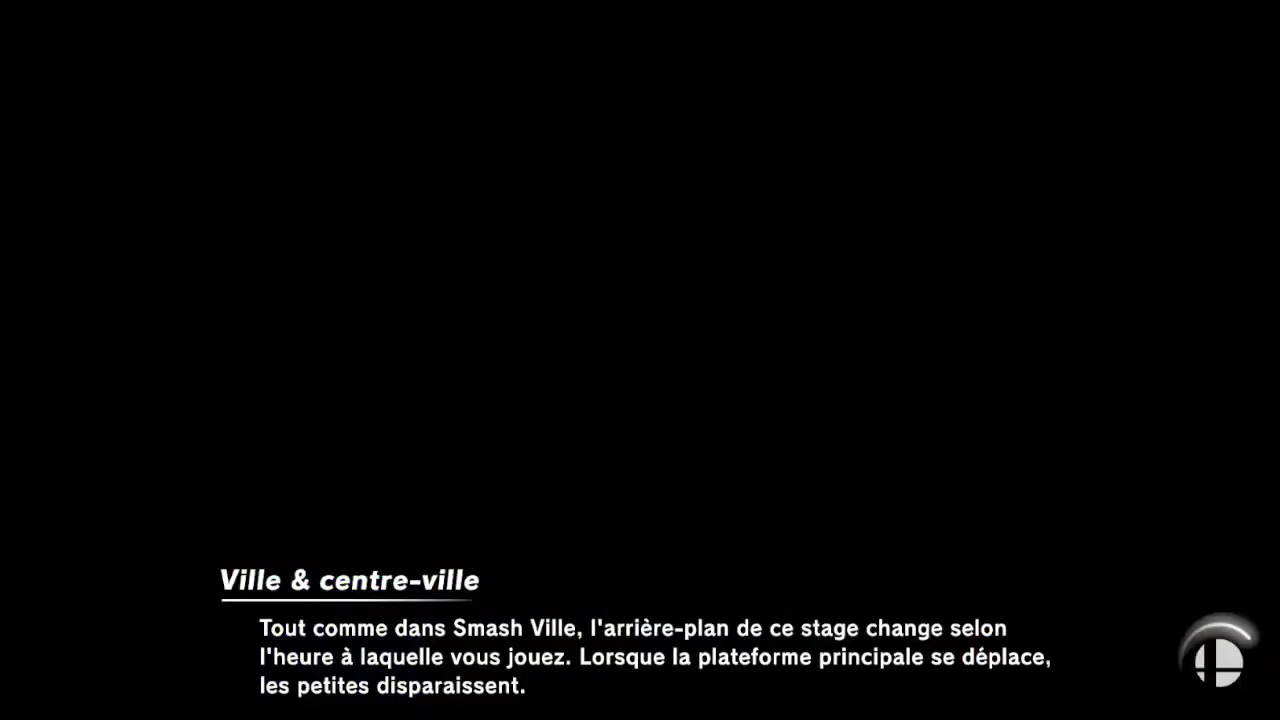 Ville & centre-ville
Tout comme dans Smash Ville, l'arrière-plan de ce stage change selon
l'heure à laquelle vous jouez. Lorsque la plateforme principale se déplace,
les petites disparaissent.